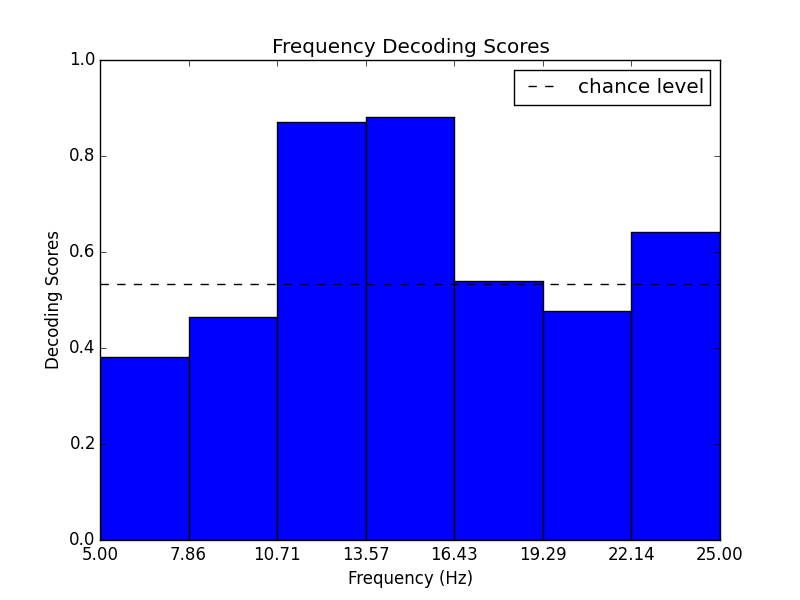 Frequency Decoding Scores
1.0
chance level
0.8
0.6
Decoding Scores
0.4
0.2
0.0
5.00 7.86 10.71 13.57 16.43 19.29 22.14 25.00
Frequency (Hz)